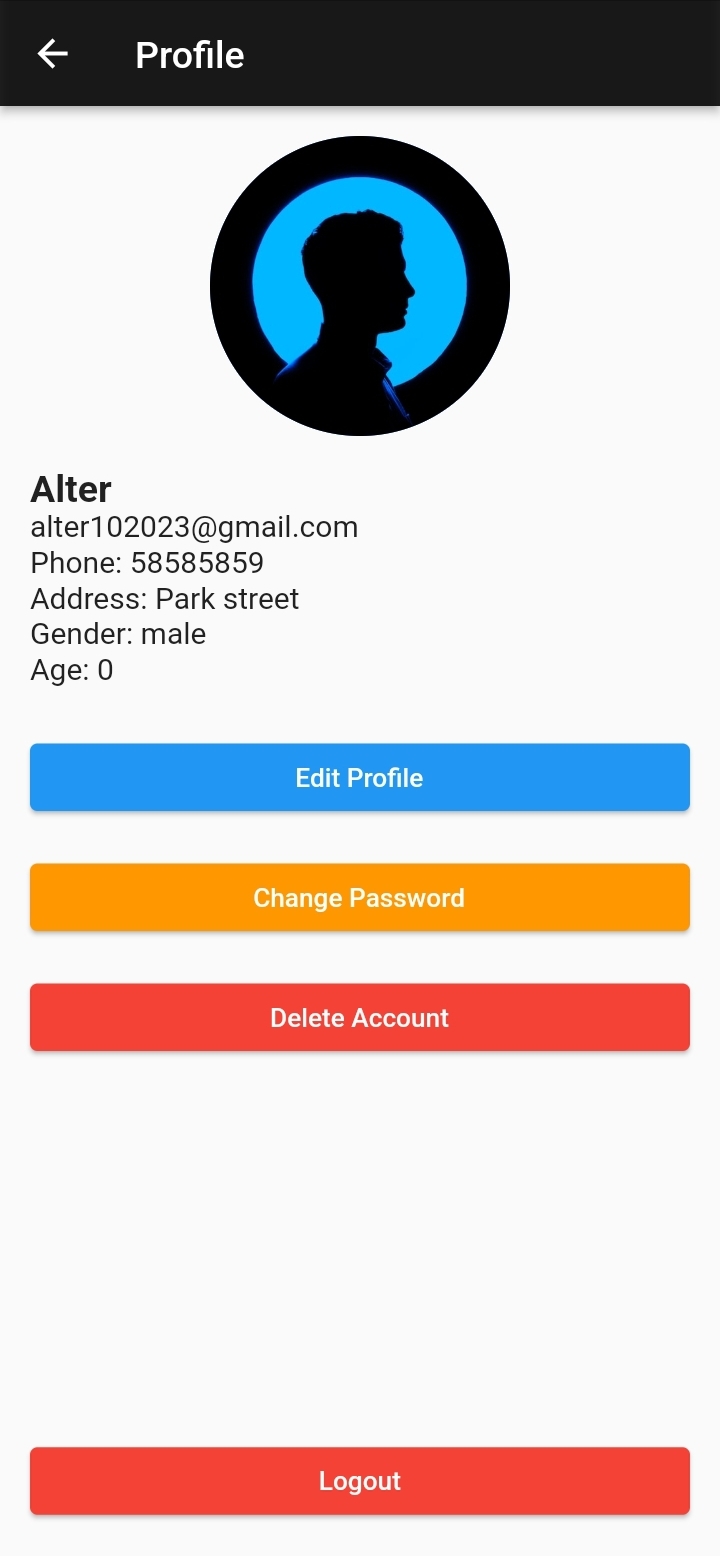 Profile
Alter
alter102023@gmail.com
Phone: 58585859
Address: Park street
Gender: male
Age: 0
Edit Profile
Change Password
Delete Account
Logout